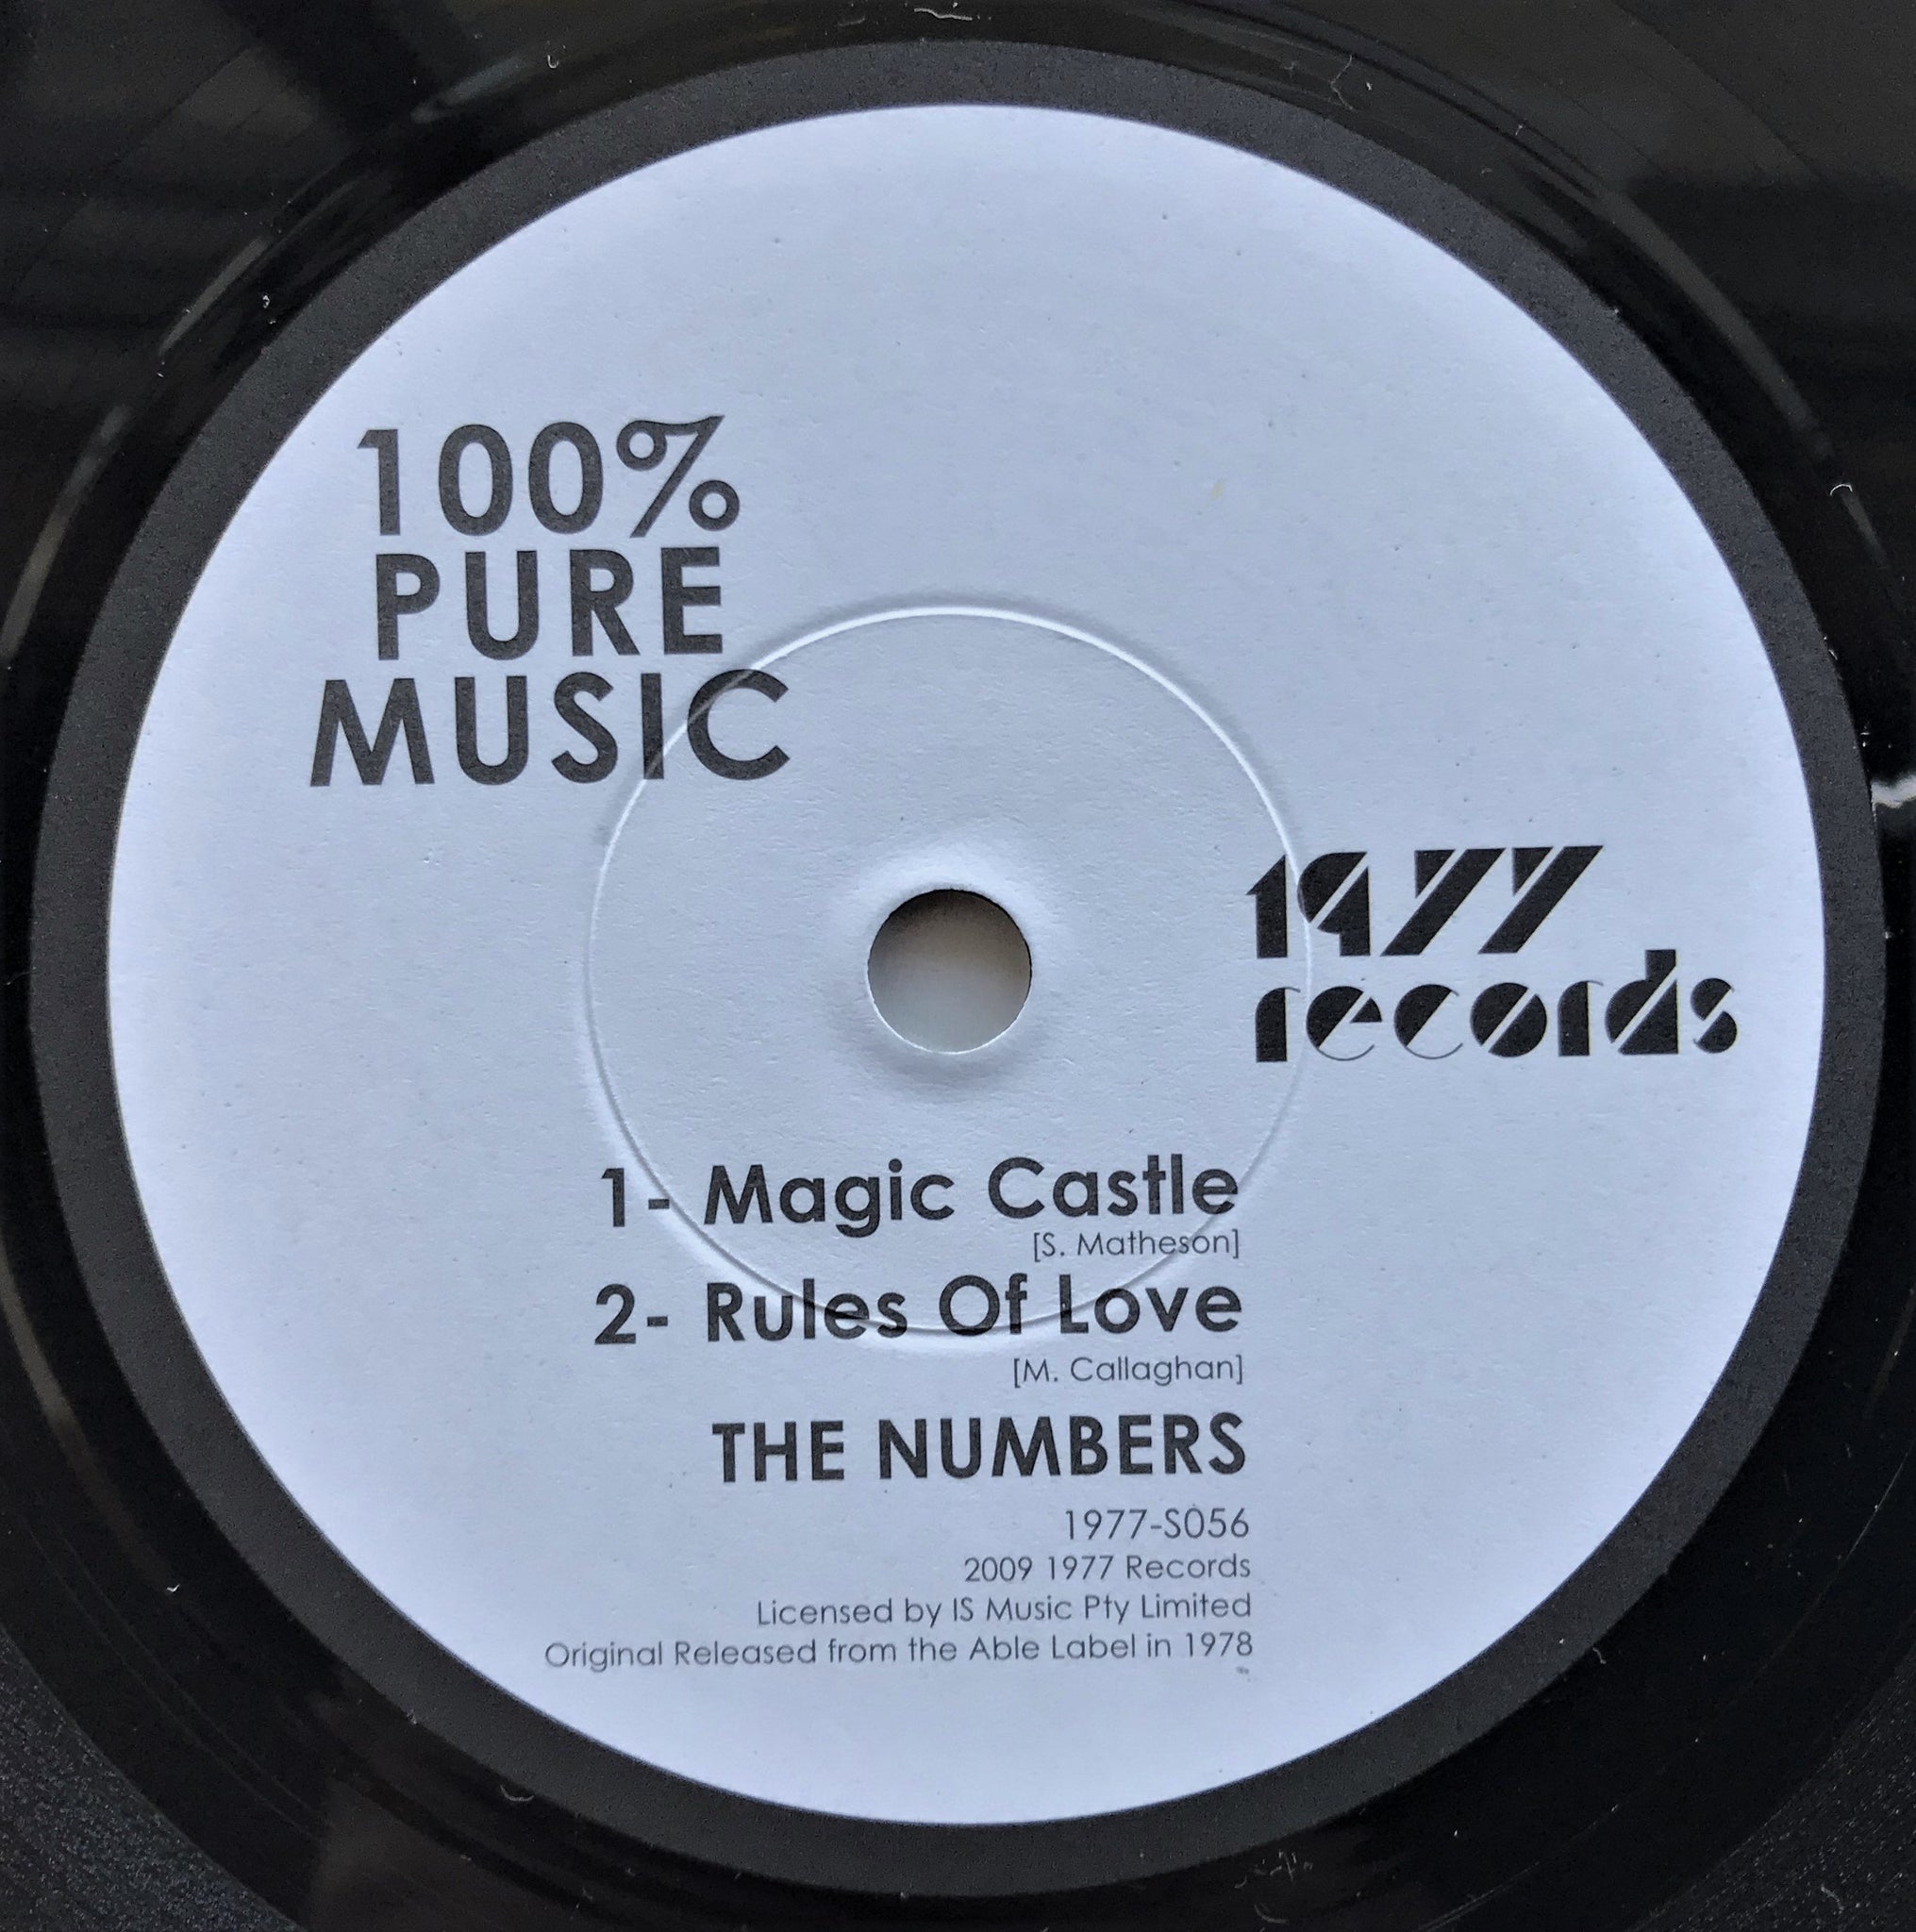 100%
PURE
MUSIC
1977
records
1- Magic Castle
[S. Matheson]
2- Rules Of Love
[M. Callaghan]
THE NUMBERS
1977-S056
2009 1977 Records
Licensed by IS Music Pty Limited
Original Released from the Able Label in 1978